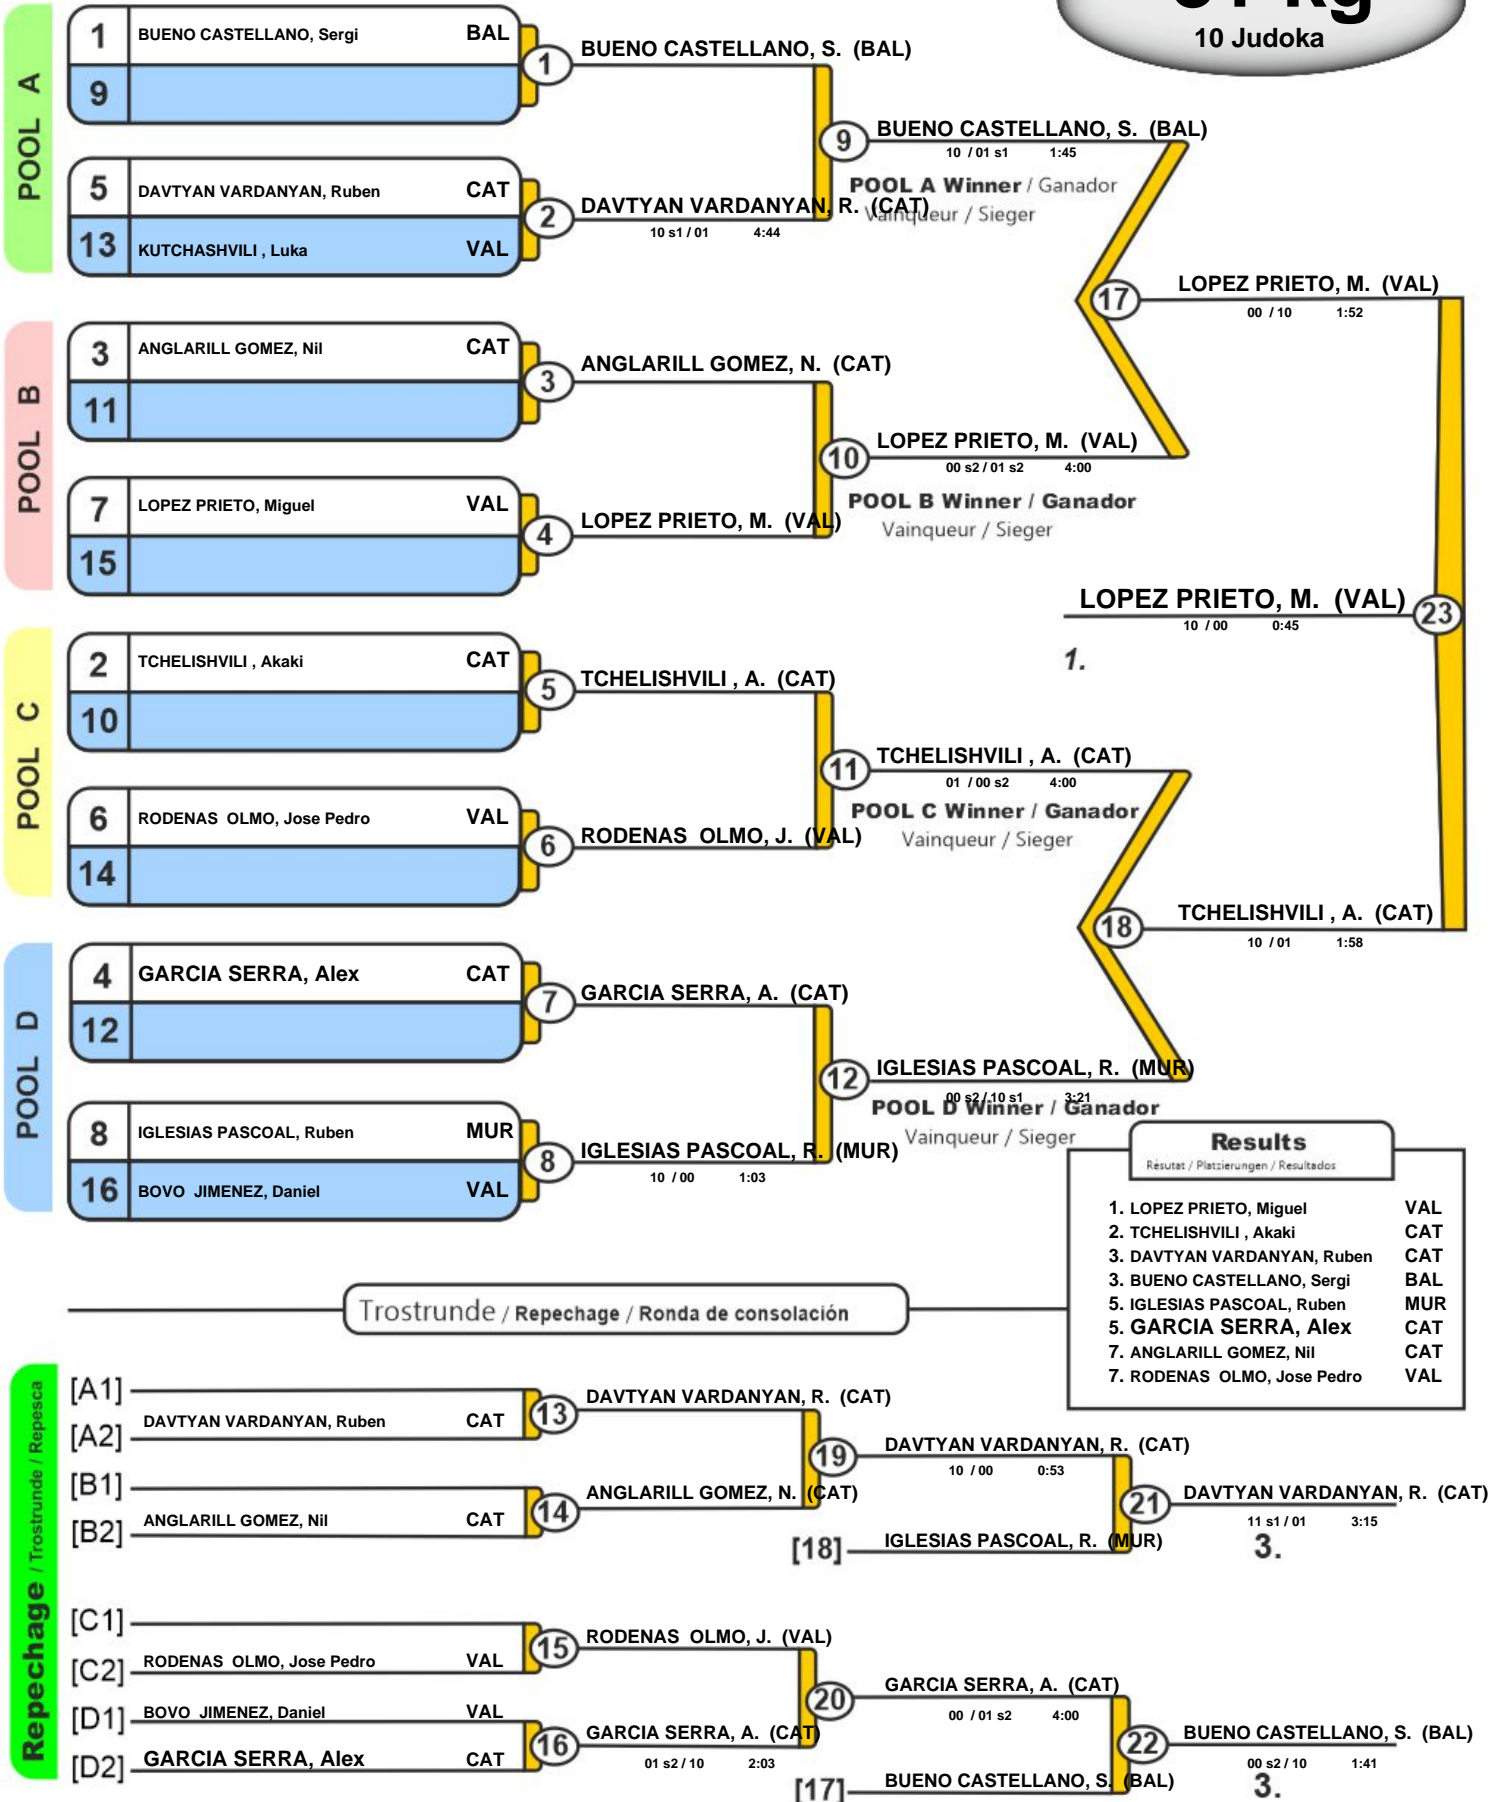 10 Judoka
POOL A
1 BUENO CASTELLANO, Sergi BAL
9
1
BUENO CASTELLANO, S. (BAL)
5 DAVTYAN VARDANYAN, Ruben CAT
13 KUTCHASHVILI , Luka VAL
2
DAVTYAN VARDANYAN, R. (CAT)
10 s1 / 01 4:44
9
BUENO CASTELLANO, S. (BAL)
10 / 01 s1 1:45
POOL A Winner / Ganador
Vainqueur / Sieger
POOL B
3 ANGLARILL GOMEZ, Nil CAT
11
3
ANGLARILL GOMEZ, N. (CAT)
7 LOPEZ PRIETO, Miguel VAL
15
4
LOPEZ PRIETO, M. (VAL)
10
LOPEZ PRIETO, M. (VAL)
00 s2 / 01 s2 4:00
POOL B Winner / Ganador
Vainqueur / Sieger
17
LOPEZ PRIETO, M. (VAL)
00 / 10 1:52
LOPEZ PRIETO, M. (VAL)
23
10 / 00 0:45
1.
POOL C
2 TCHELISHVILI , Akaki CAT
10
5
TCHELISHVILI , A. (CAT)
6 RODENAS OLMO, Jose Pedro VAL
14
6
RODENAS OLMO, J. (VAL)
11
TCHELISHVILI , A. (CAT)
01 / 00 s2 4:00
POOL C Winner / Ganador
Vainqueur / Sieger
18
TCHELISHVILI , A. (CAT)
10 / 01 1:58
POOL D
4 GARCIA SERRA, Alex CAT
12
7
GARCIA SERRA, A. (CAT)
8 IGLESIAS PASCOAL, Ruben MUR
16 BOVO JIMENEZ, Daniel VAL
8
IGLESIAS PASCOAL, R. (MUR)
10 / 00 1:03
12
IGLESIAS PASCOAL, R. (MUR)
00 s2 / 10 s1 3:21
POOL D Winner / Ganador
Vainqueur / Sieger
Results
Résutat / Platzierungen / Resultados
1. LOPEZ PRIETO, Miguel VAL
2. TCHELISHVILI , Akaki CAT
3. DAVTYAN VARDANYAN, Ruben CAT
3. BUENO CASTELLANO, Sergi BAL
5. IGLESIAS PASCOAL, Ruben MUR
5. GARCIA SERRA, Alex CAT
7. ANGLARILL GOMEZ, Nil CAT
7. RODENAS OLMO, Jose Pedro VAL
Trostrunde / Repechage / Ronda de consolación
Repechage / Trostrunde / Repesca
[A1]
[A2] DAVTYAN VARDANYAN, Ruben CAT
13
DAVTYAN VARDANYAN, R. (CAT)
[B1]
[B2] ANGLARILL GOMEZ, Nil CAT
14
ANGLARILL GOMEZ, N. (CAT)
19
DAVTYAN VARDANYAN, R. (CAT)
10 / 00 0:53
[18] IGLESIAS PASCOAL, R. (MUR)
21
DAVTYAN VARDANYAN, R. (CAT)
11 s1 / 01 3:15
3.
[C1]
[C2] RODENAS OLMO, Jose Pedro VAL
15
RODENAS OLMO, J. (VAL)
[D1] BOVO JIMENEZ, Daniel VAL
[D2] GARCIA SERRA, Alex CAT
16
GARCIA SERRA, A. (CAT)
01 s2 / 10 2:03
20
GARCIA SERRA, A. (CAT)
00 / 01 s2 4:00
[17] BUENO CASTELLANO, S. (BAL)
22
BUENO CASTELLANO, S. (BAL)
00 s2 / 10 1:41
3.